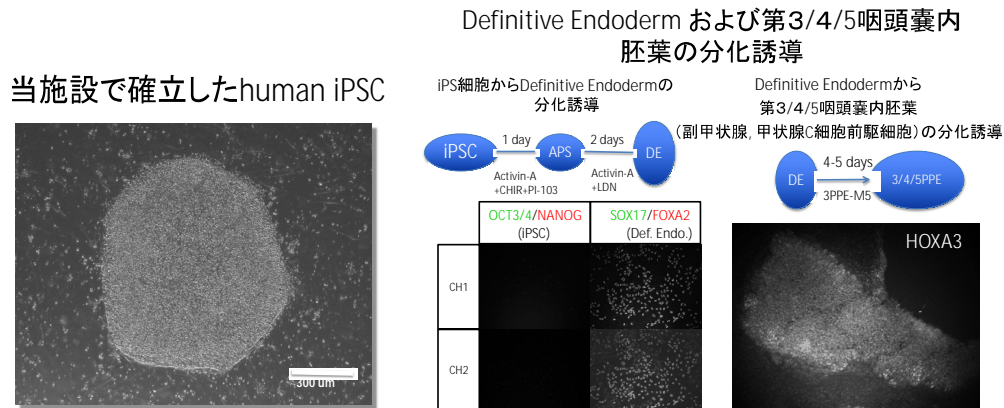 当施設で確立したhuman iPSC
300 um
Definitive Endoderm および第３/４/5咽頭嚢内
胚葉の分化誘導
iPS細胞からDefinitive Endodermの
分化誘導
iPSC
1 day
APS
2 days
DE
Activin-A
+CHIR+PI-103
Activin-A
+LDN
OCT3/4/NANOG
(iPSC)
SOX17/FOXA2
(Def. Endo.)
CH1
CH2
Definitive Endodermから
第３/４/５咽頭嚢内胚葉
（副甲状腺, 甲状腺C細胞前駆細胞）の分化誘導
DE
4-5 days
3PPE-M5
3/4/5PPE
HOXA3